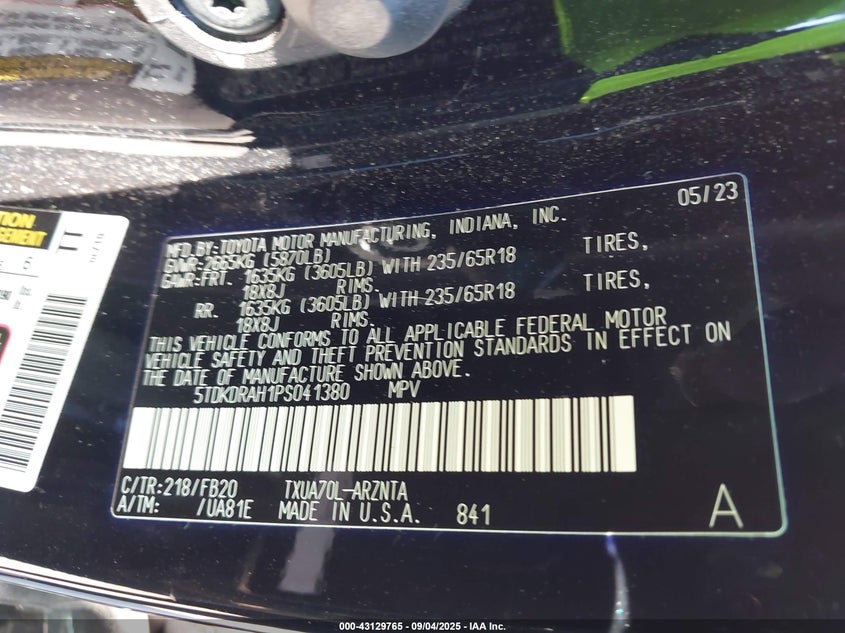 TION
GEMENT
05/23
MFD. BY: TOYOTA MOTOR MANUFACTURING, INDIANA, INC.
GVWR: 2665KG (5870LB)
GAWR: FRT. 1635KG (3605LB) WITH 235/65R18 TIRES,
18X8J RIMS.
RR. 1635KG (3605LB) WITH 235/65R18 TIRES,
18X8J RIMS.
THIS VEHICLE CONFORMS TO ALL APPLICABLE FEDERAL MOTOR
VEHICLE SAFETY AND THEFT PREVENTION STANDARDS IN EFFECT ON
THE DATE OF MANUFACTURE SHOWN ABOVE.
5TDKDRAH1PS041380 MPV
C/TR: 218/FB20 TXUA70L-ARZNTA
A/TM: /UA81E MADE IN U.S.A. 841 A
000-43129765 - 09/04/2025 - IAA Inc.